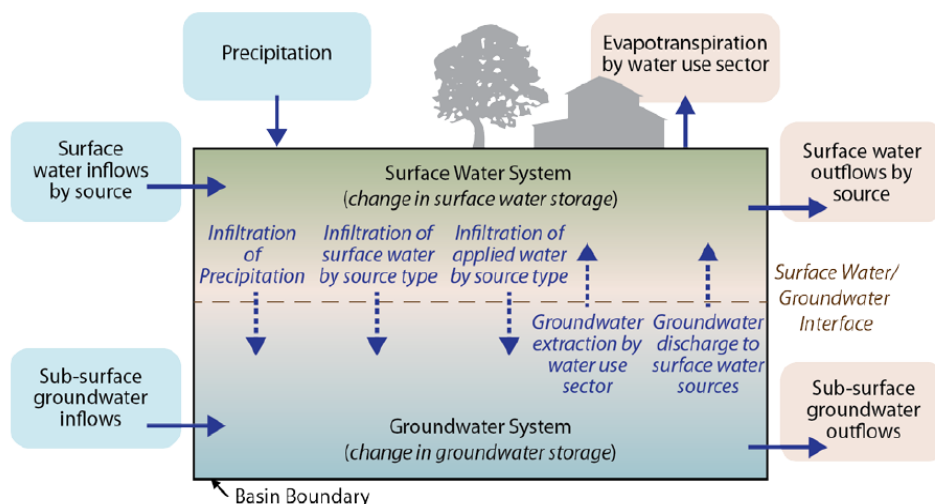 Precipitation
Evapotranspiration
by water use sector
Surface
water inflows
by source
Surface Water System
(change in surface water storage)
Surface water
outflows by
source
Infiltration
of
Precipitation
Infiltration of
surface water
by source type
Infiltration of
applied water
by source type
Surface Water/
Groundwater
Interface
Groundwater
extraction by
water use
sector
Groundwater
discharge to
surface water
sources
Sub-surface
groundwater
inflows
Groundwater System
(change in groundwater storage)
Sub-surface
groundwater
outflows
Basin Boundary